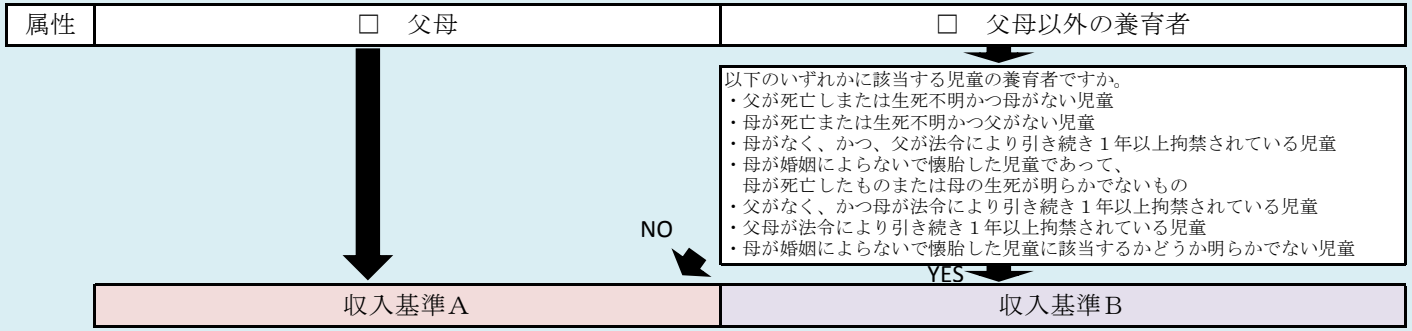 属性
□　父母
□　父母以外の養育者
以下のいずれかに該当する児童の養育者ですか。
・父が死亡しまたは生死不明かつ母がない児童
・母が死亡または生死不明かつ父がない児童
・母がなく、かつ、父が法令により引き続き１年以上拘禁されている児童
・母が婚姻によらないで懐胎した児童であって、
母が死亡したものまたは母の生死が明らかでないもの
・父がなく、かつ母が法令により引き続き１年以上拘禁されている児童
・父母が法令により引き続き１年以上拘禁されている児童
・母が婚姻によらないで懐胎した児童に該当するかどうか明らかでない児童
NO
YES
収入基準Ａ
収入基準Ｂ